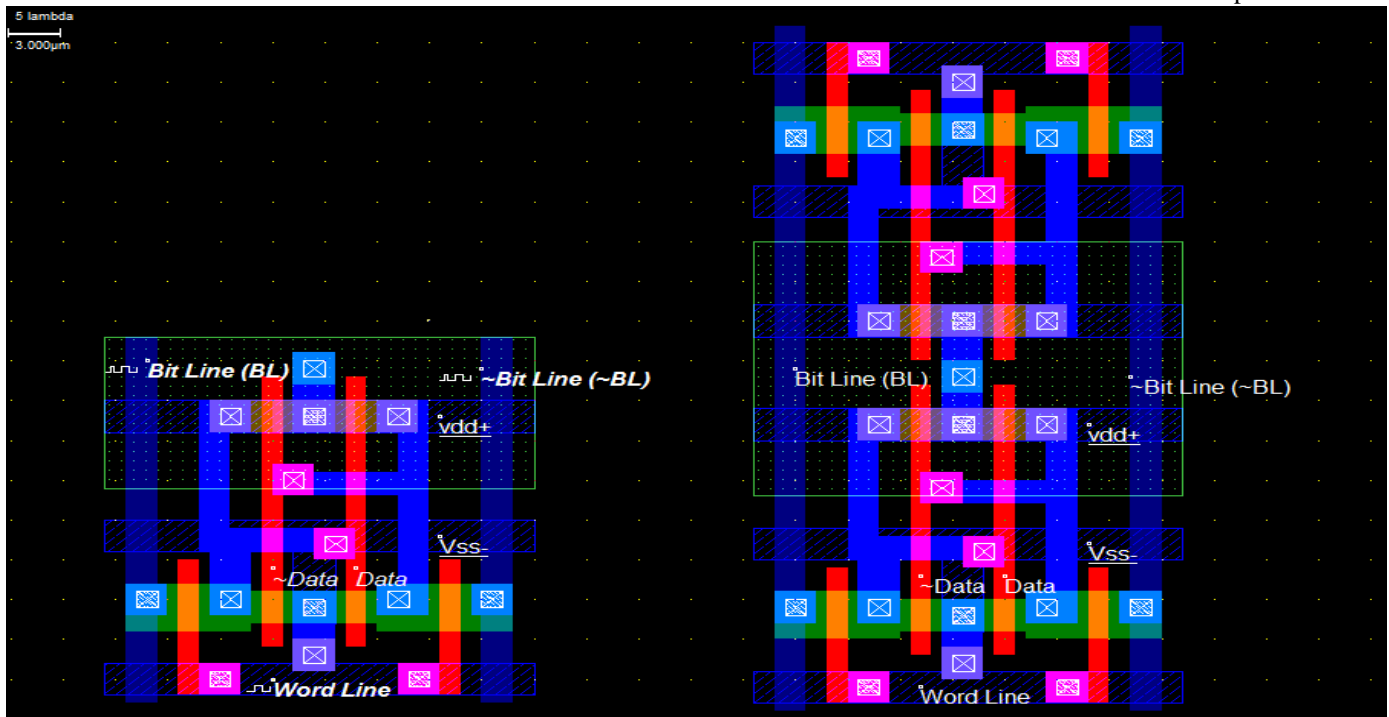 5 lambda
3.000µm
Bit Line (BL)
~Bit Line (~BL)
vdd+
Vss-
~Data
Data
Word Line
Bit Line (BL)
~Bit Line (~BL)
vdd+
Vss-
~Data
Data
Word Line